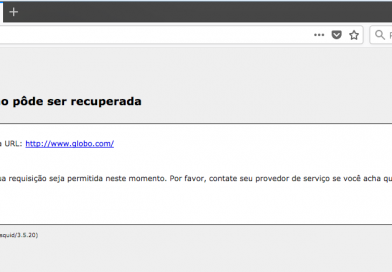 o pôde ser recuperada
a URL: http://www.globo.com/
sa requisição seja permitida neste momento. Por favor, contate seu provedor de serviço se você acha qu
squid/3.5.20)